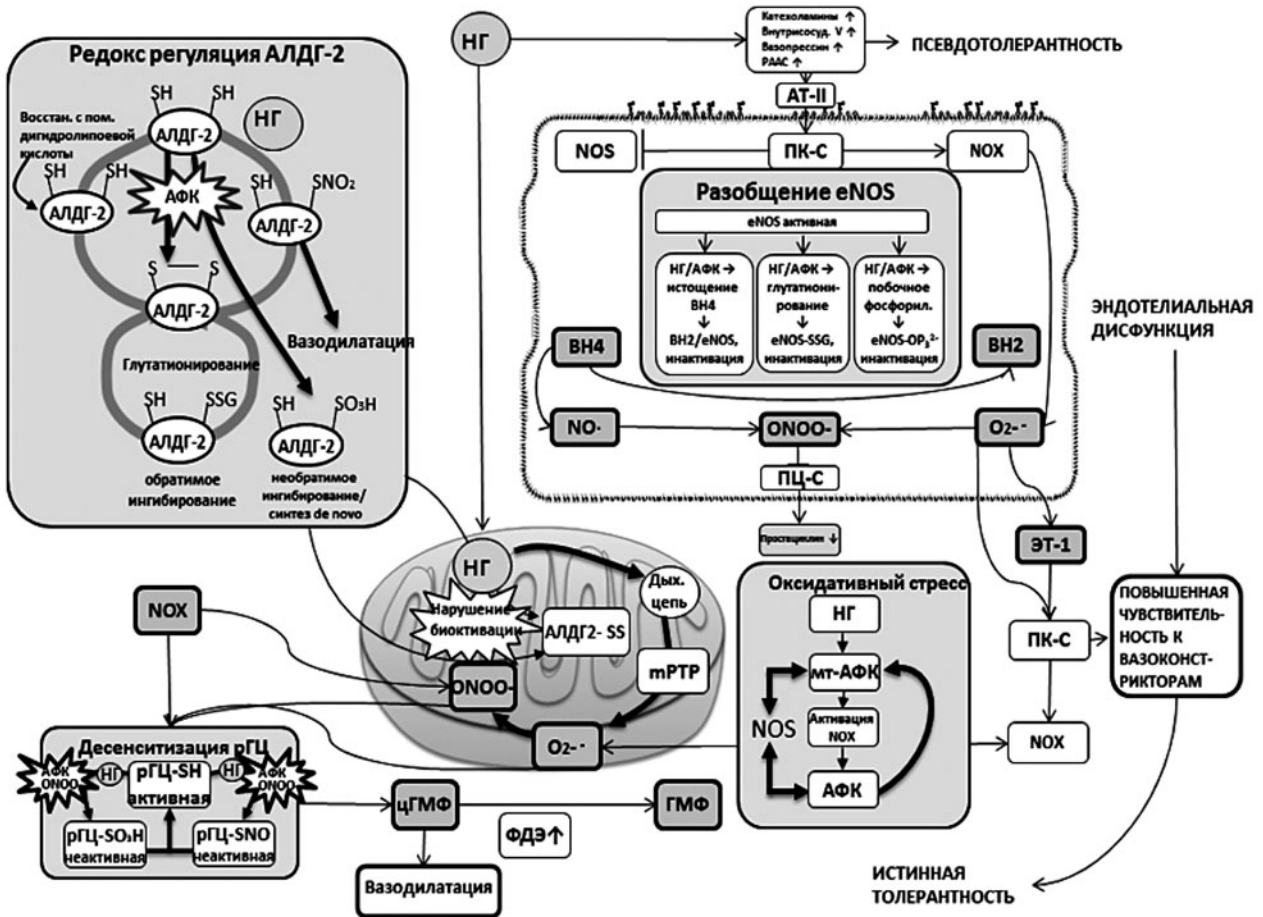 Редокс регуляция АЛДГ-2
SH
SH
НГ
АЛДГ-2
Восстан. с пом.
дигидролипоевой
кислоты
SH
SH
АЛДГ-2
АФК
SH
SNO₂
АЛДГ-2
S
S
АЛДГ-2
Вазодилатация
Глутатионирование
SH
SSG
АЛДГ-2
обратимое
ингибирование
SH
SO₃H
АЛДГ-2
необратимое
ингибирование/
синтез de novo
НГ
Катехоламины ↑
Внутрисосуд. V ↑
Вазопрессин ↑
РААС ↑
ПСЕВДОТОЛЕРАНТНОСТЬ
АТ-II
NOS
ПК-С
NOX
Разобщение eNOS
eNOS активная
НГ/АФК →
истощение
BH4
↓
BH2/eNOS,
инактивация
НГ/АФК →
глутатиони-
рование
↓
eNOS-SSG,
инактивация
НГ/АФК →
побочное
фосфорил.
↓
eNOS-OP₃²⁻
инактивация
BH4
BH2
NO·
ONOO-
O2-·
ПЦ-С
Простациклин ↓
ЭНДОТЕЛИАЛЬНАЯ
ДИСФУНКЦИЯ
ЭТ-1
ПК-С
NOX
ПОВЫШЕННАЯ
ЧУВСТВИТЕЛЬ-
НОСТЬ К
ВАЗОКОНСТ-
РИКТОРАМ
ИСТИННАЯ
ТОЛЕРАНТНОСТЬ
НГ
Нарушение
биоктивации
АЛДГ2- SS
Дых.
цепь
mPTP
ONOO-
O2-·
Оксидативный стресс
НГ
мт-АФК
NOS
Активация
NOX
АФК
NOX
Десенситизация рГЦ
АФК
ONOO
НГ
рГЦ-SH
активная
НГ
АФК
ONOO
рГЦ-SO₃H
неактивная
рГЦ-SNO
неактивная
цГМФ
ФДЭ↑
ГМФ
Вазодилатация